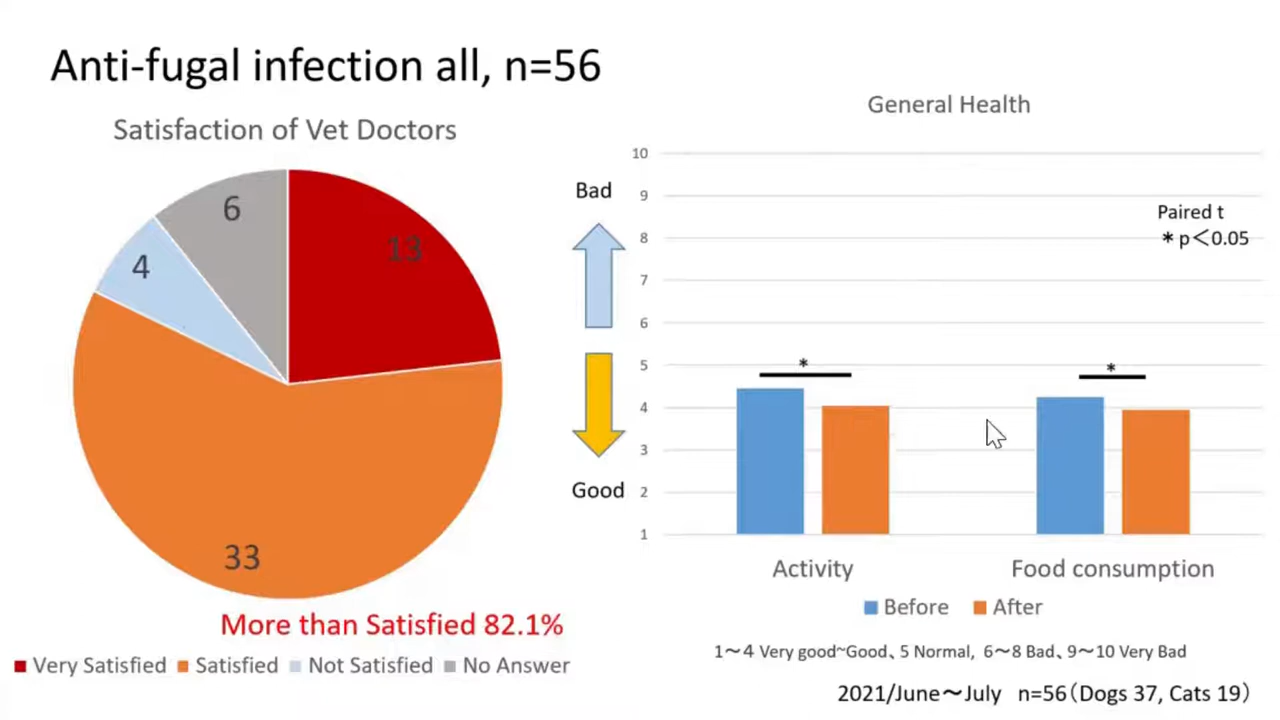 Anti-fugal infection all, n=56
Satisfaction of Vet Doctors
6
13
4
33
More than Satisfied 82.1%
Very Satisfied Satisfied Not Satisfied No Answer
Bad
Good
General Health
10
9
8
7
6
5
4
3
2
1
Paired t
* p＜0.05
*
*
Activity Food consumption
Before After
1～4 Very good~Good、5 Normal, 6～8 Bad、9～10 Very Bad
2021/June～July n=56（Dogs 37, Cats 19）